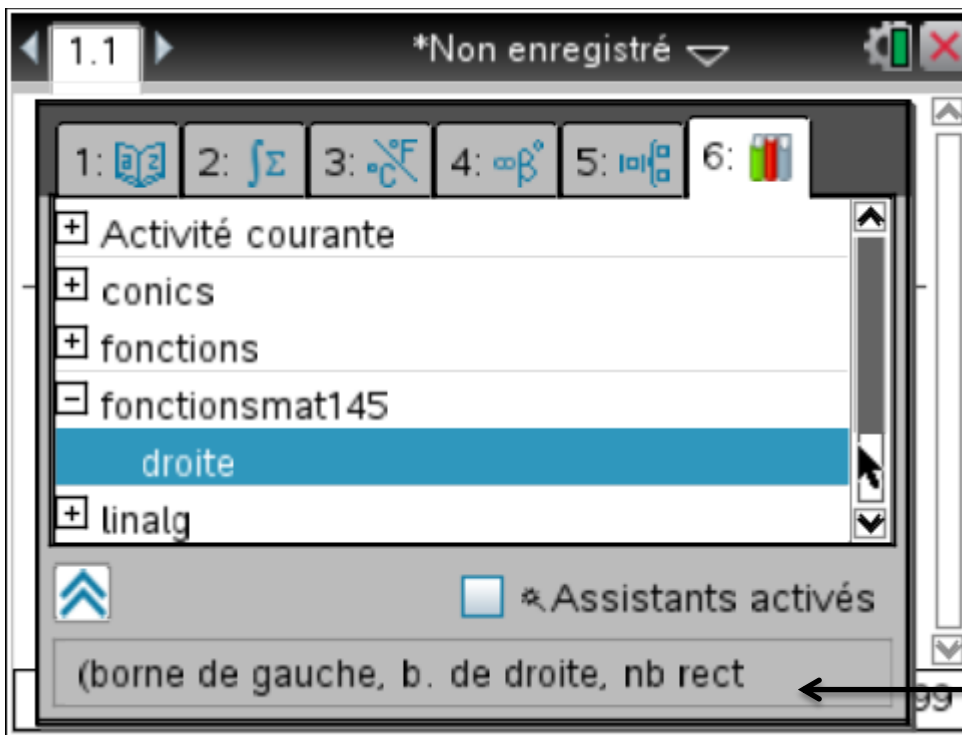 1.1 *Non enregistré
1: a z 2: ∫Σ 3: °C °F 4: ∞β° 5: 6:
Activité courante
conics
fonctions
fonctionsmat145
droite
linalg
Assistants activés
(borne de gauche, b. de droite, nb rect
99